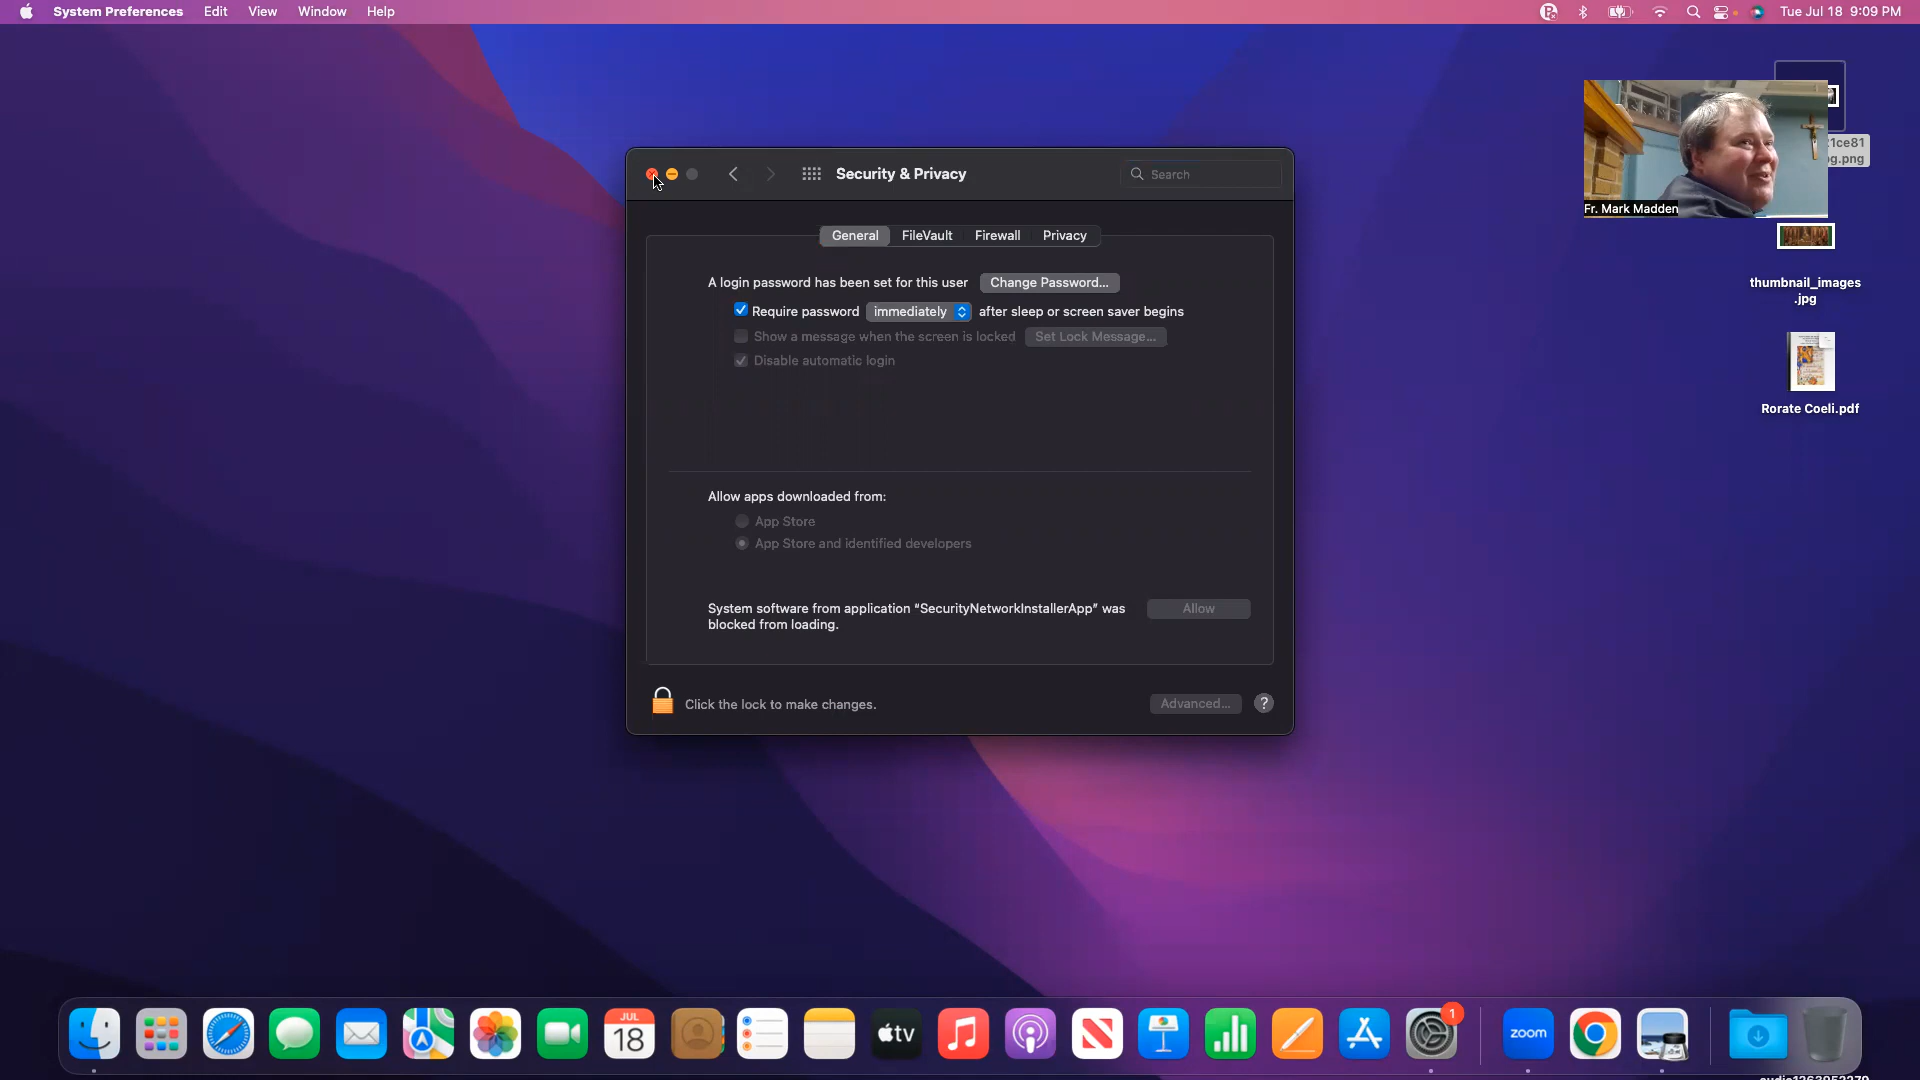 System Preferences Edit View Window Help
Tue Jul 18 9:09 PM
Security & Privacy
Search
General FileVault Firewall Privacy
A login password has been set for this user Change Password...
Require password immediately after sleep or screen saver begins
Show a message when the screen is locked Set Lock Message...
Disable automatic login
Allow apps downloaded from:
App Store
App Store and identified developers
System software from application "SecurityNetworkInstallerApp" was
blocked from loading.
Allow
Click the lock to make changes.
Advanced... ?
Fr. Mark Madden
1ce81
g.png
thumbnail_images
.jpg
Rorate Coeli.pdf
JUL
18
tv
1
zoom